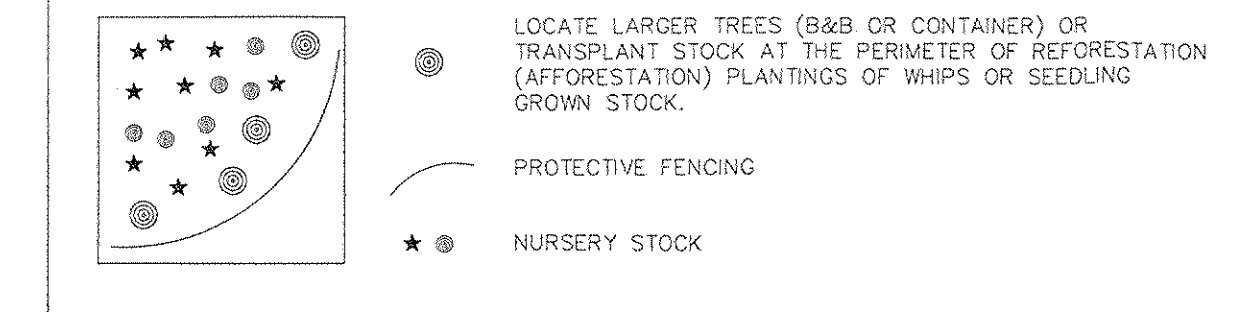 LOCATE LARGER TREES (B&B OR CONTAINER) OR
TRANSPLANT STOCK AT THE PERIMETER OF REFORESTATION
(AFFORESTATION) PLANTINGS OF WHIPS OR SEEDLING
GROWN STOCK.
PROTECTIVE FENCING
NURSERY STOCK